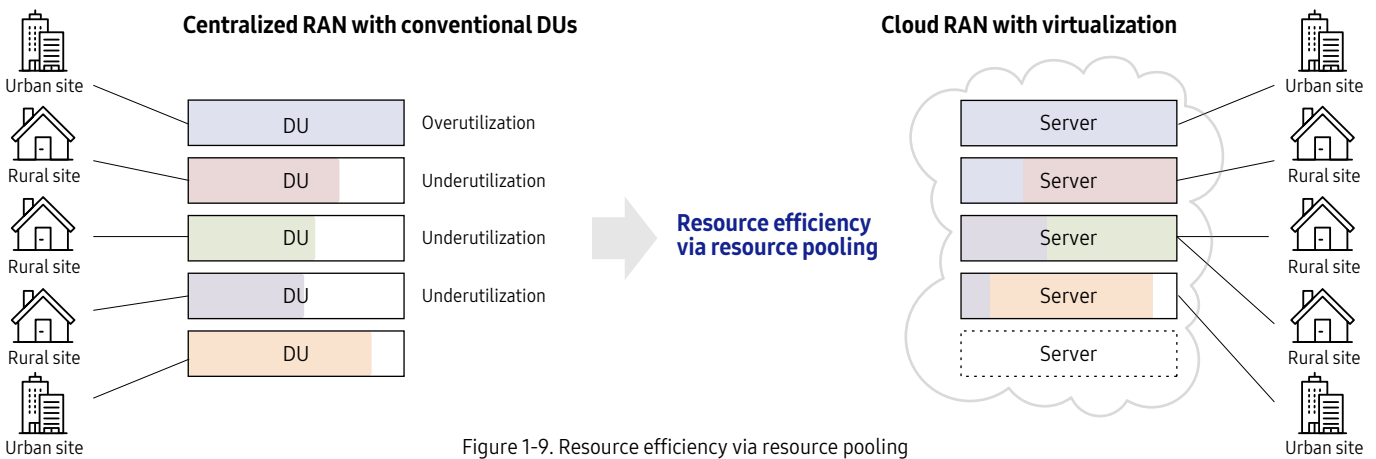 Centralized RAN with conventional DUs
Urban site
Rural site
Rural site
Rural site
Urban site
DU
Overutilization
DU
Underutilization
DU
Underutilization
DU
Underutilization
DU
Resource efficiency
via resource pooling
Cloud RAN with virtualization
Server
Server
Server
Server
Server
Urban site
Rural site
Rural site
Rural site
Urban site
Figure 1-9. Resource efficiency via resource pooling